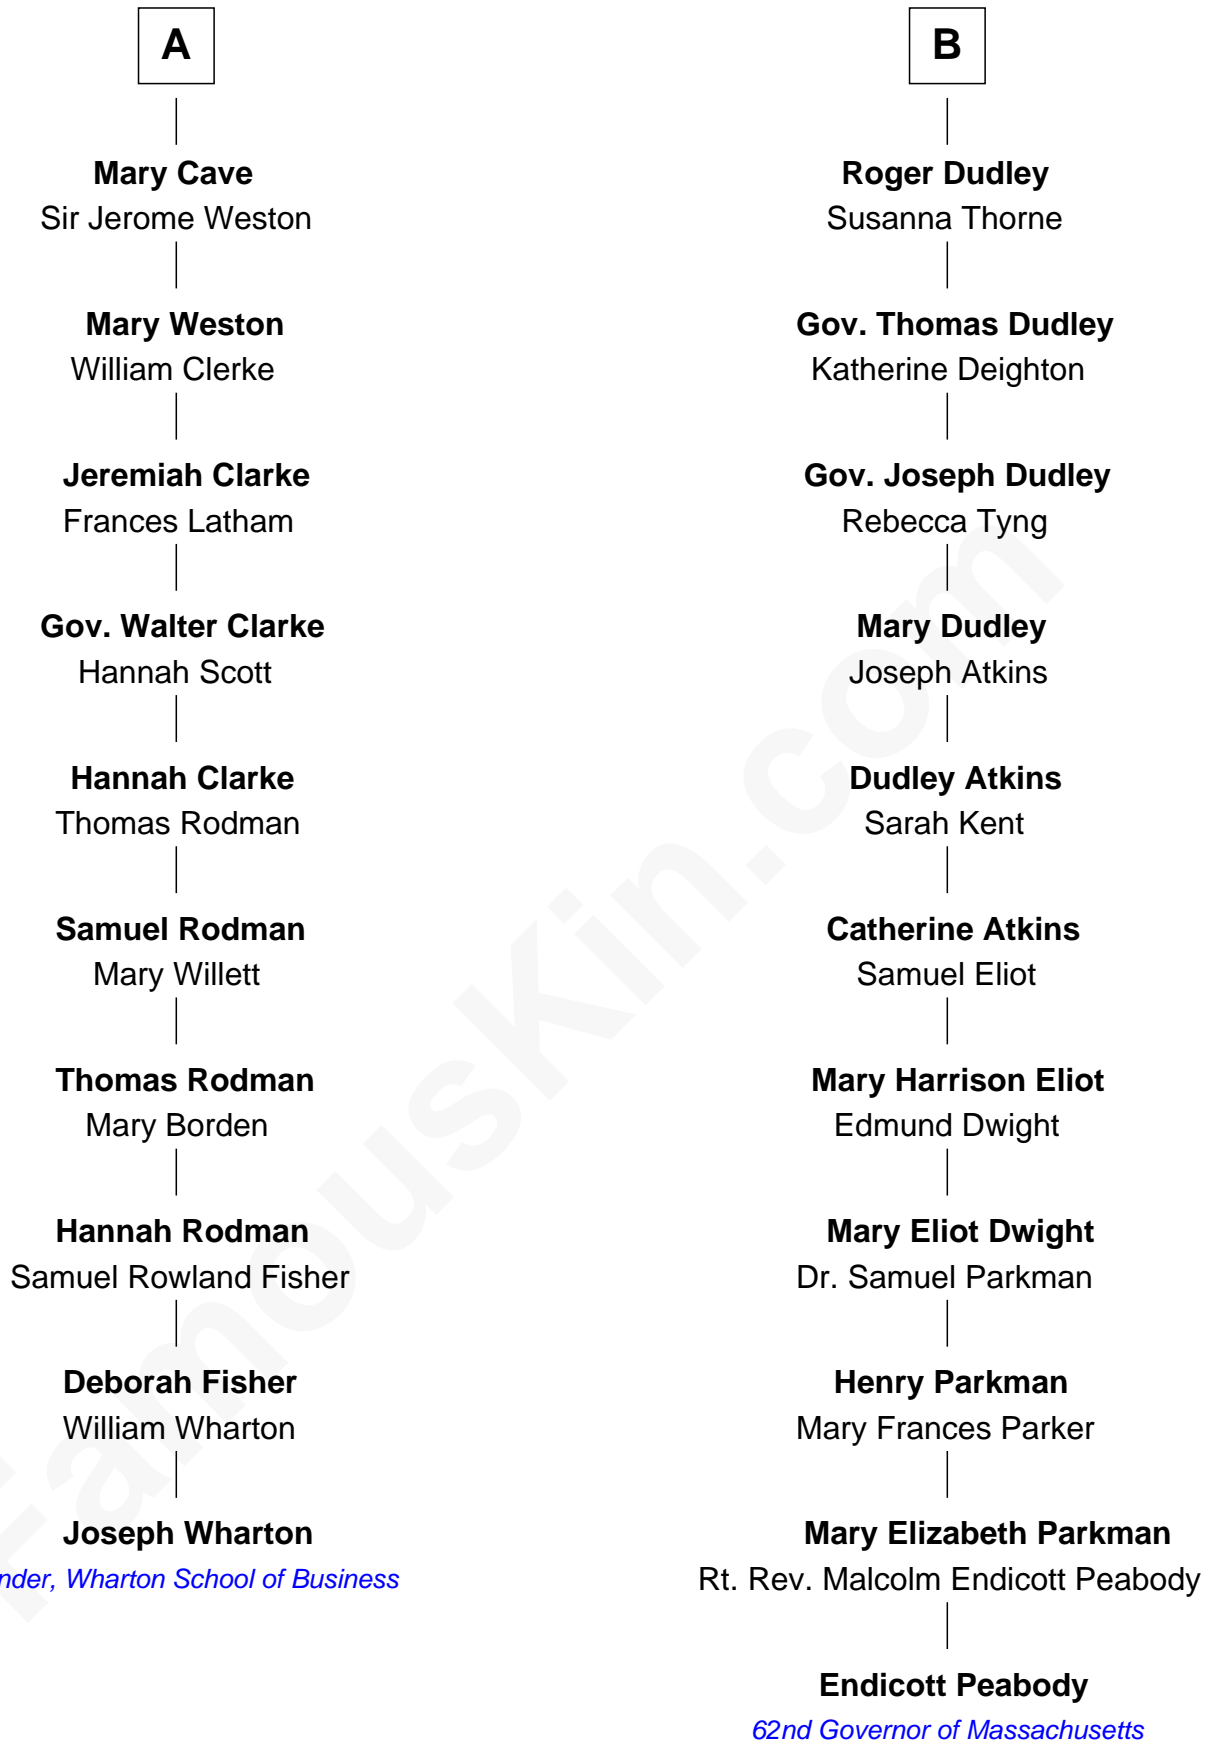 A
Mary Cave
Sir Jerome Weston
Mary Weston
William Clerke
Jeremiah Clarke
Frances Latham
Gov. Walter Clarke
Hannah Scott
Hannah Clarke
Thomas Rodman
Samuel Rodman
Mary Willett
Thomas Rodman
Mary Borden
Hannah Rodman
Samuel Rowland Fisher
Deborah Fisher
William Wharton
Joseph Wharton
nder, Wharton School of Business
B
Roger Dudley
Susanna Thorne
Gov. Thomas Dudley
Katherine Deighton
Gov. Joseph Dudley
Rebecca Tyng
Mary Dudley
Joseph Atkins
Dudley Atkins
Sarah Kent
Catherine Atkins
Samuel Eliot
Mary Harrison Eliot
Edmund Dwight
Mary Eliot Dwight
Dr. Samuel Parkman
Henry Parkman
Mary Frances Parker
Mary Elizabeth Parkman
Rt. Rev. Malcolm Endicott Peabody
Endicott Peabody
62nd Governor of Massachusetts
FamousKin.com